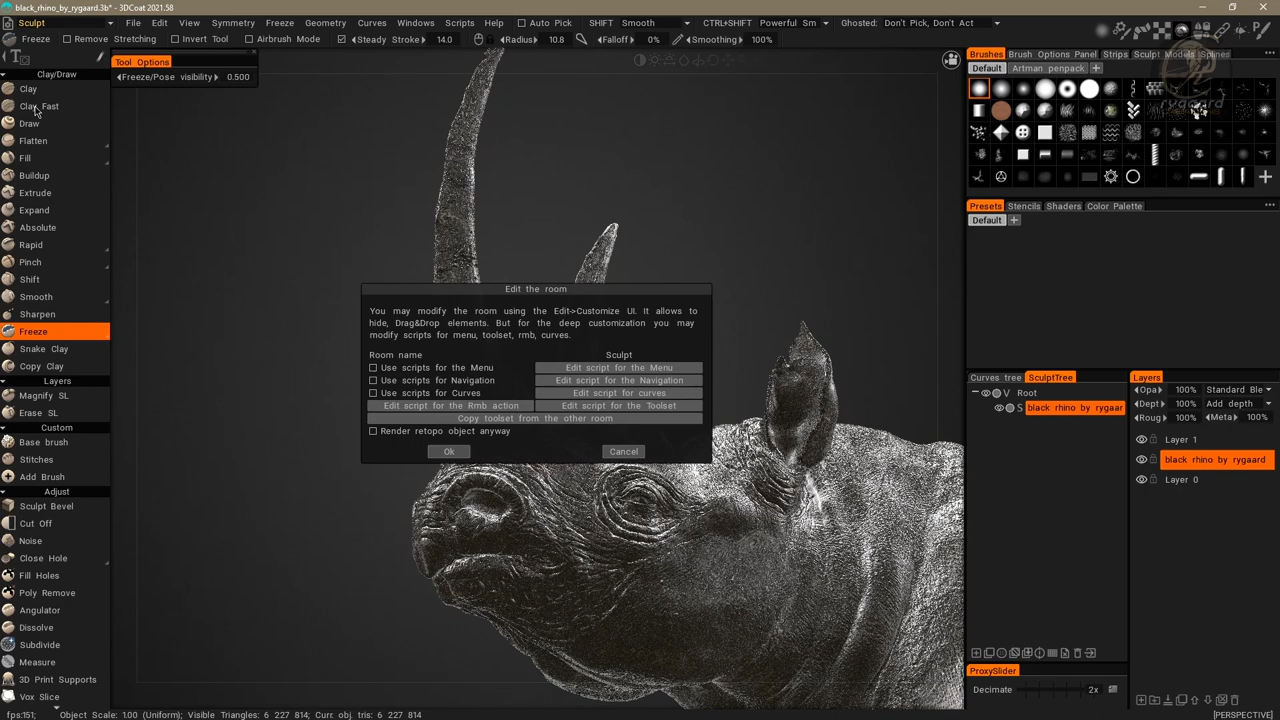 black_rhino_by_rygaard.3b* - 3DCoat 2021.58
Sculpt File Edit View Symmetry Freeze Geometry Curves Windows Scripts Help Auto Pick SHIFT Smooth CTRL+SHIFT Powerful Sm Ghosted: Don't Pick, Don't Act
Freeze Remove Stretching Invert Tool Airbrush Mode Steady Stroke 14.0 Radius 10.8 Falloff 0% Smoothing 100%
Tool Options
Freeze/Pose visibility 0.500
Clay/Draw
Clay
Clay Fast
Draw
Flatten
Fill
Buildup
Extrude
Expand
Absolute
Rapid
Pinch
Shift
Smooth
Sharpen
Freeze
Snake Clay
Copy Clay
Layers
Magnify SL
Erase SL
Custom
Base brush
Stitches
Add Brush
Adjust
Sculpt Bevel
Cut Off
Noise
Close Hole
Fill Holes
Poly Remove
Angulator
Dissolve
Subdivide
Measure
3D Print Supports
Vox Slice
Edit the room
You may modify the room using the Edit->Customize UI. It allows to
hide, Drag&Drop elements. But for the deep customization you may
modify scripts for menu, toolset, rmb, curves.
Room name Sculpt
Use scripts for the Menu Edit script for the Menu
Use scripts for Navigation Edit script for the Navigation
Use scripts for Curves Edit script for curves
Edit script for the Rmb action Edit script for the Toolset
Copy toolset from the other room
Render retopo object anyway
Ok Cancel
Brushes Brush Options Panel Strips Sculpt Models Splines
Default Artman penpack
rygaard
Presets Stencils Shaders Color Palette
Default
Curves tree SculptTree
V Root
S black rhino by rygaar
Layers
Opa 100% Standard Ble
Dept 100% Add depth
Roug 100% Meta 100%
Layer 1
black rhino by rygaard
Layer 0
ProxySlider
Decimate 2x
fps:151; Object Scale: 1.00 (Uniform); Visible Triangles: 6 227 814; Curr. obj. tris: 6 227 814 [PERSPECTIVE]